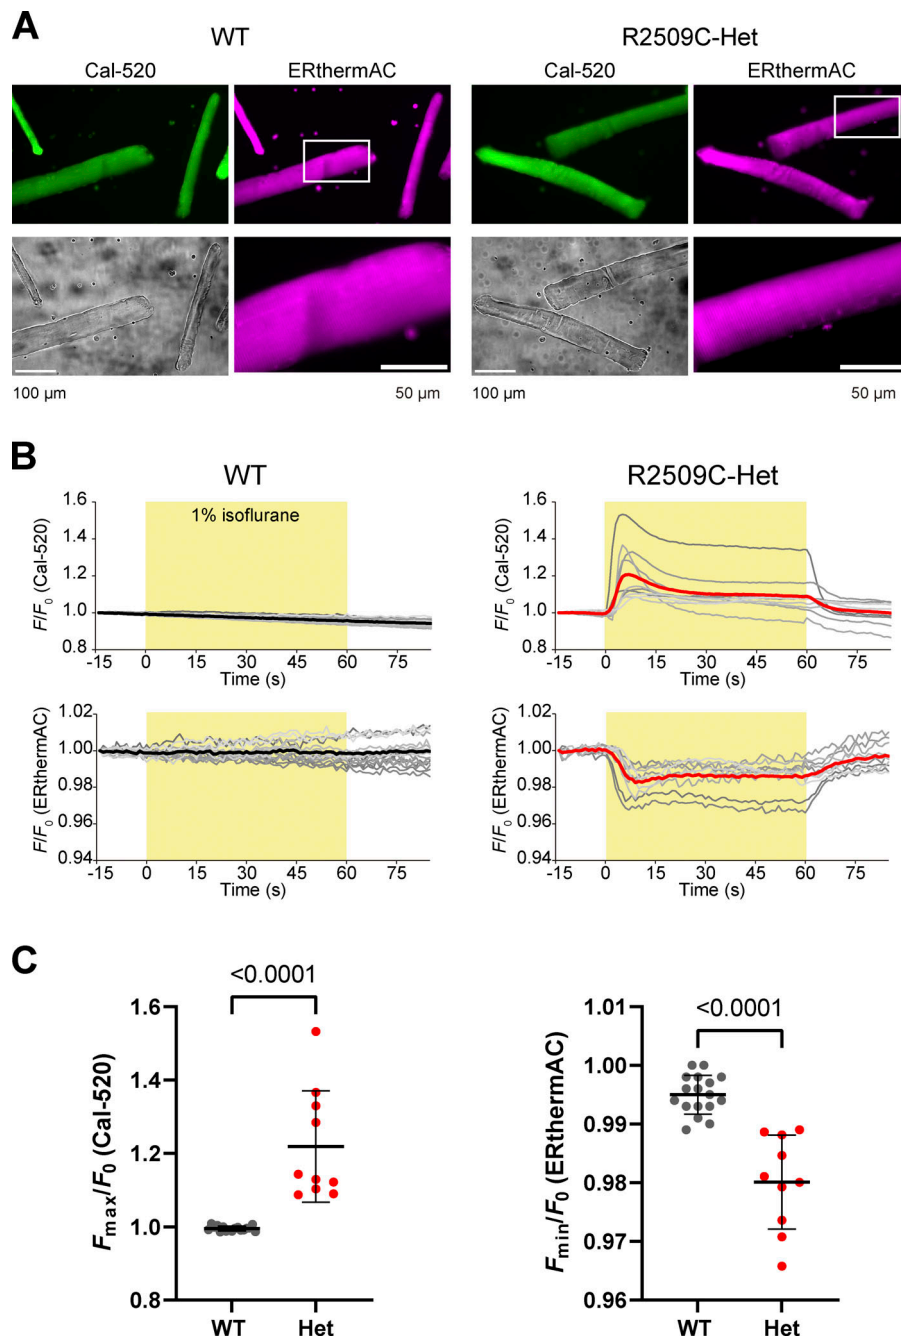 A
WT
R2509C-Het
Cal-520
ERthermAC
Cal-520
ERthermAC
100 µm
50 µm
100 µm
50 µm
B
WT
R2509C-Het
F/F0 (Cal-520)
1.6
1.4
1.2
1.0
0.8
1% isoflurane
-15 0 15 30 45 60 75
Time (s)
F/F0 (Cal-520)
1.6
1.4
1.2
1.0
0.8
-15 0 15 30 45 60 75
Time (s)
F/F0 (ERthermAC)
1.02
1.00
0.98
0.96
0.94
-15 0 15 30 45 60 75
Time (s)
F/F0 (ERthermAC)
1.02
1.00
0.98
0.96
0.94
-15 0 15 30 45 60 75
Time (s)
C
<0.0001
Fmax/F0 (Cal-520)
1.6
1.4
1.2
1.0
0.8
WT Het
<0.0001
Fmin/F0 (ERthermAC)
1.01
1.00
0.99
0.98
0.97
0.96
WT Het